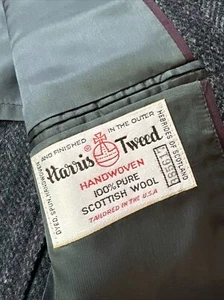 DYED, SPUN, HANDWOVEN
AND FINISHED IN THE OUTER
HEBRIDES OF SCOTLAND
Harris Tweed
HANDWOVEN
100% PURE
SCOTTISH WOOL
TAILORED IN THE U.S.A